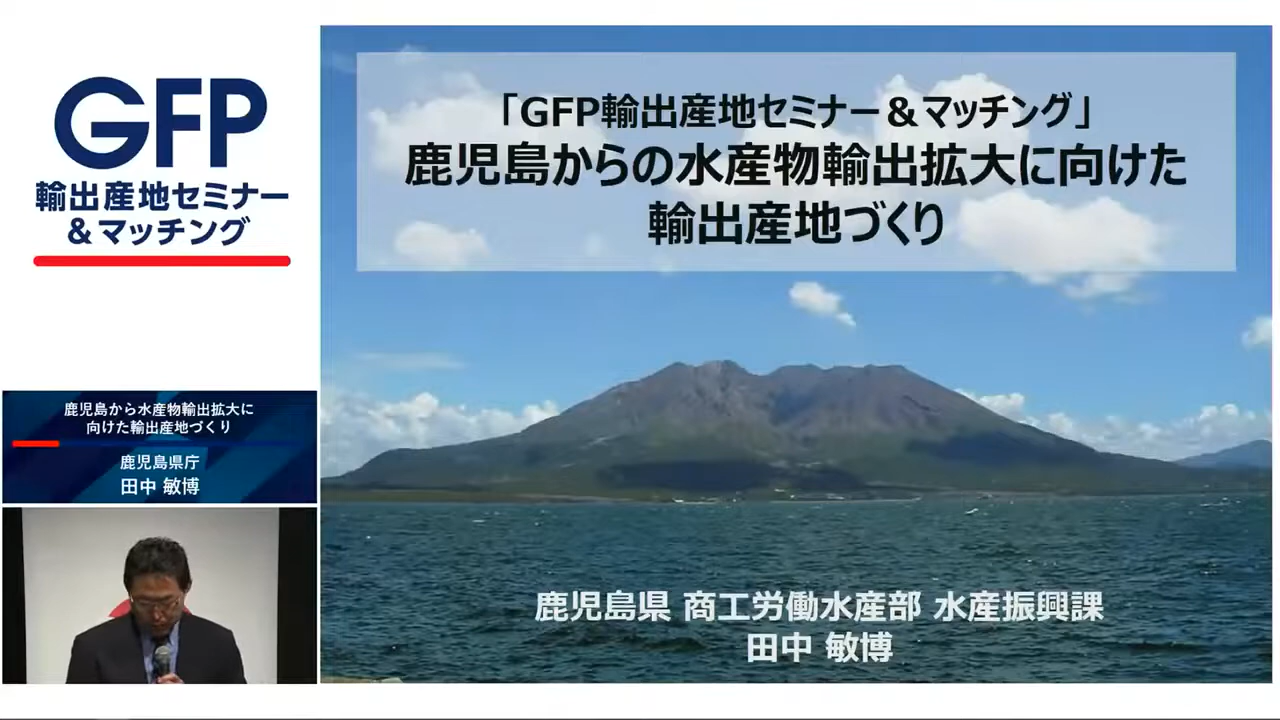 GFP
輸出産地セミナー
＆マッチング
鹿児島から水産物輸出拡大に
向けた輸出産地づくり
鹿児島県庁
田中 敏博
「GFP輸出産地セミナー＆マッチング」
鹿児島からの水産物輸出拡大に向けた
輸出産地づくり
鹿児島県 商工労働水産部 水産振興課
田中 敏博